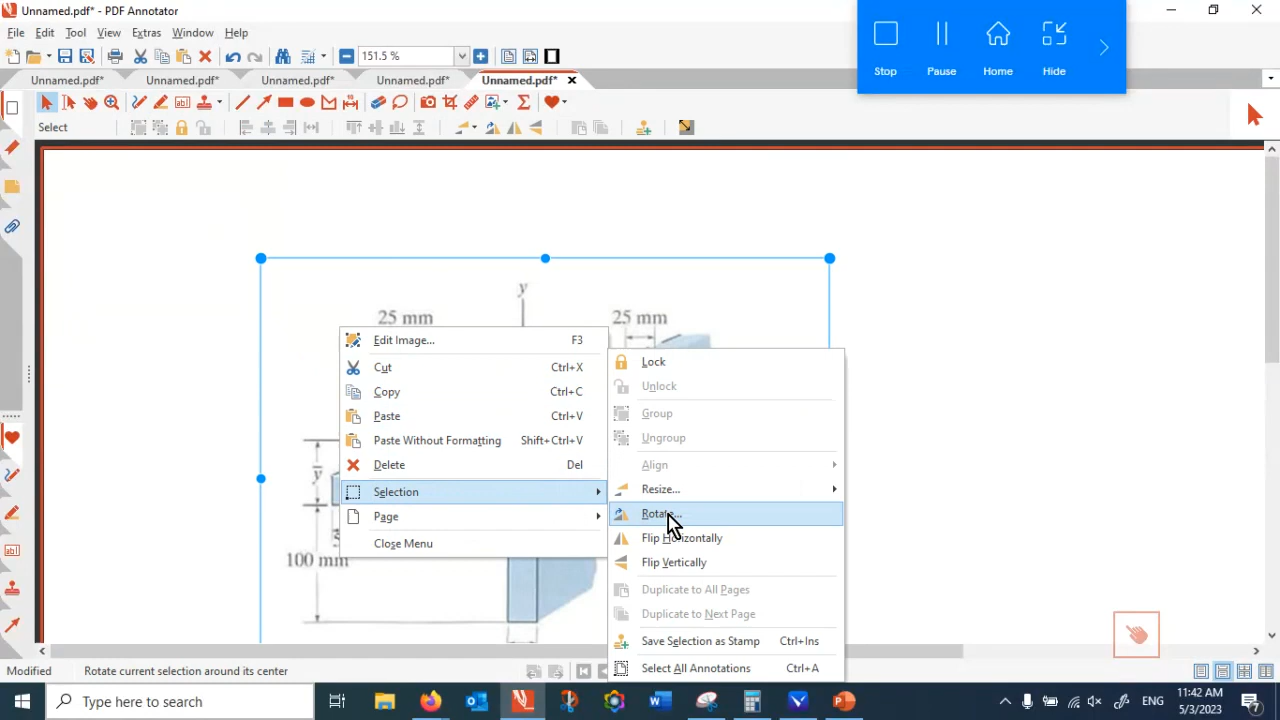 Unnamed.pdf* - PDF Annotator
File Edit Tool View Extras Window Help
Stop Pause Home Hide
151.5 %
Unnamed.pdf* Unnamed.pdf* Unnamed.pdf* Unnamed.pdf* Unnamed.pdf*
Select
y
25 mm 25 mm
Edit Image... F3
Cut Ctrl+X
Copy Ctrl+C
Paste Ctrl+V
Paste Without Formatting Shift+Ctrl+V
Delete Del
Selection
Page
Close Menu
Lock
Unlock
Group
Ungroup
Align
Resize...
Rotate...
Flip Horizontally
Flip Vertically
Duplicate to All Pages
Duplicate to Next Page
Save Selection as Stamp Ctrl+Ins
Select All Annotations Ctrl+A
y̅
100 mm
Modified Rotate current selection around its center
Type here to search
ENG
11:42 AM
5/3/2023
7